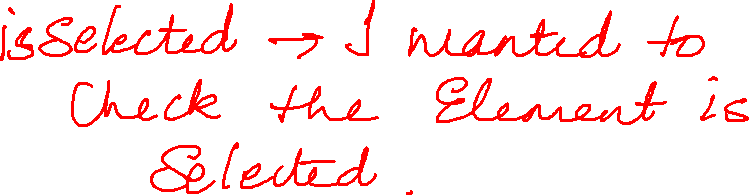 isSelected → I wanted to
Check the Element is
Selected.